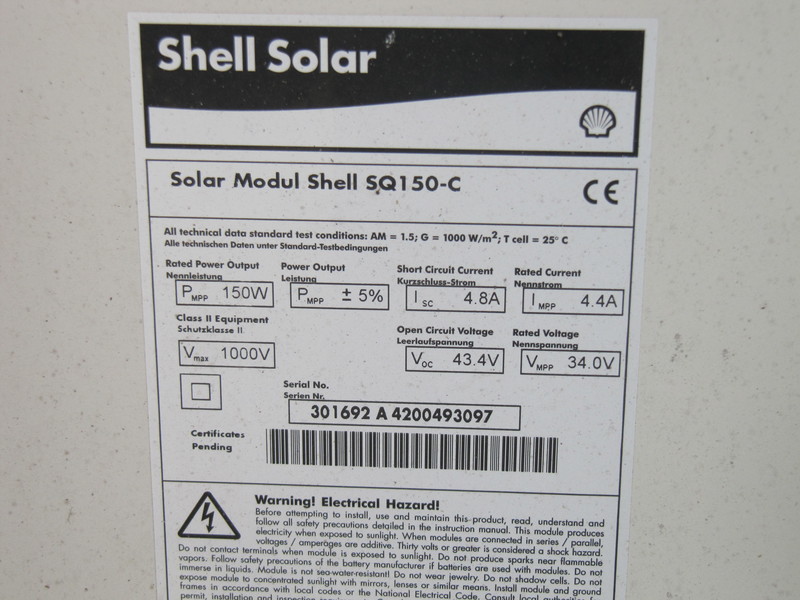 Shell Solar
Solar Modul Shell SQ150-C
CE
All technical data standard test conditions: AM = 1.5; G = 1000 W/m²; T cell = 25° C
Alle technischen Daten unter Standard-Testbedingungen
Rated Power Output
Nennleistung
PMPP 150W
Power Output
Leistung
PMPP ± 5%
Short Circuit Current
Kurzschluss-Strom
ISC 4.8A
Rated Current
Nennstrom
IMPP 4.4A
Class II Equipment
Schutzklasse II
Vmax 1000V
Open Circuit Voltage
Leerlaufspannung
VOC 43.4V
Rated Voltage
Nennspannung
VMPP 34.0V
Serial No.
Serien Nr.
301692 A 4200493097
Certificates
Pending
Warning! Electrical Hazard!
Before attempting to install, use and maintain this product, read, understand and
follow all safety precautions detailed in the instruction manual. This module produces
electricity when exposed to sunlight. When modules are connected in series / parallel,
voltages / amperages are additive. Thirty volts or greater is considered a shock hazard.
Do not contact terminals when module is exposed to sunlight. Do not produce sparks near flammable
vapors. Follow safety precautions of the battery manufacturer if batteries are used with modules. Do not
immerse in liquids. Module is not sea-water-resistant! Do not wear jewelry. Do not shadow cells. Do not
expose module to concentrated sunlight with mirrors, lenses or similar means. Install module and ground
frames in accordance with local codes or the National Electrical Code. Consult local authorities for
permit, installation and inspection